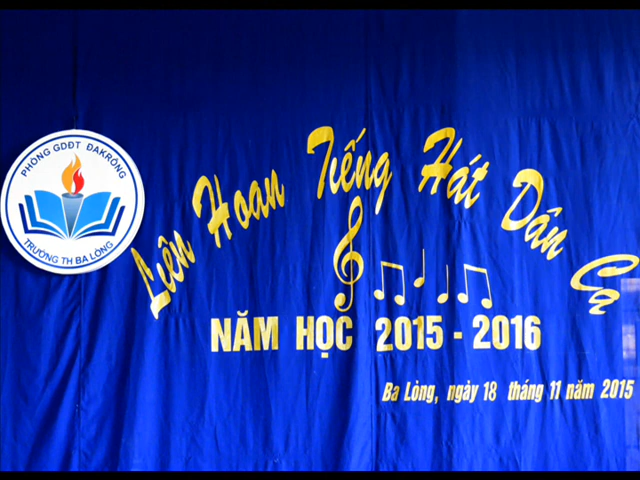 PHÒNG GDĐT ĐAKRÔNG
TRƯỜNG TH BA LÒNG
Liên Hoan Tiếng Hát Dân Ca
NĂM HỌC 2015 - 2016
Ba Lòng, ngày 18 tháng 11 năm 2015